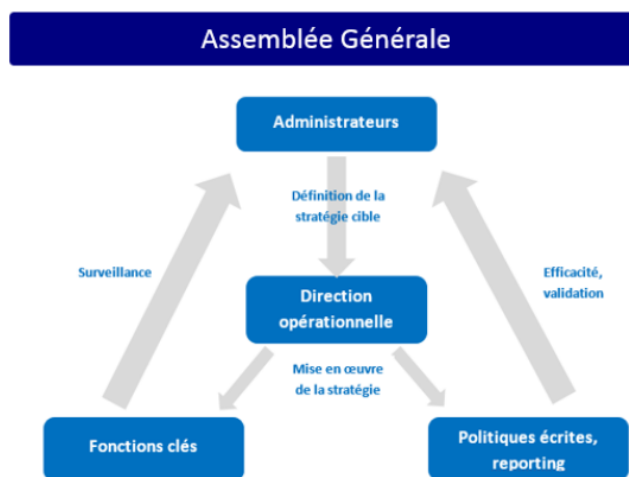 Assemblée Générale
Administrateurs
Définition de la
stratégie cible
Surveillance
Efficacité,
validation
Direction
opérationnelle
Mise en œuvre
de la stratégie
Fonctions clés
Politiques écrites,
reporting